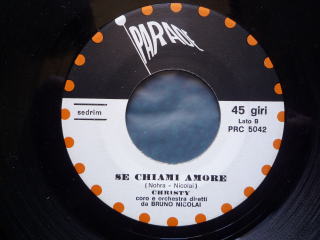 PARADE
sedrim
45 giri
Lato B
PRC 5042
SE CHIAMI AMORE
(Nohra - Nicolai)
CHRISTY
coro e orchestra diretti
da BRUNO NICOLAI